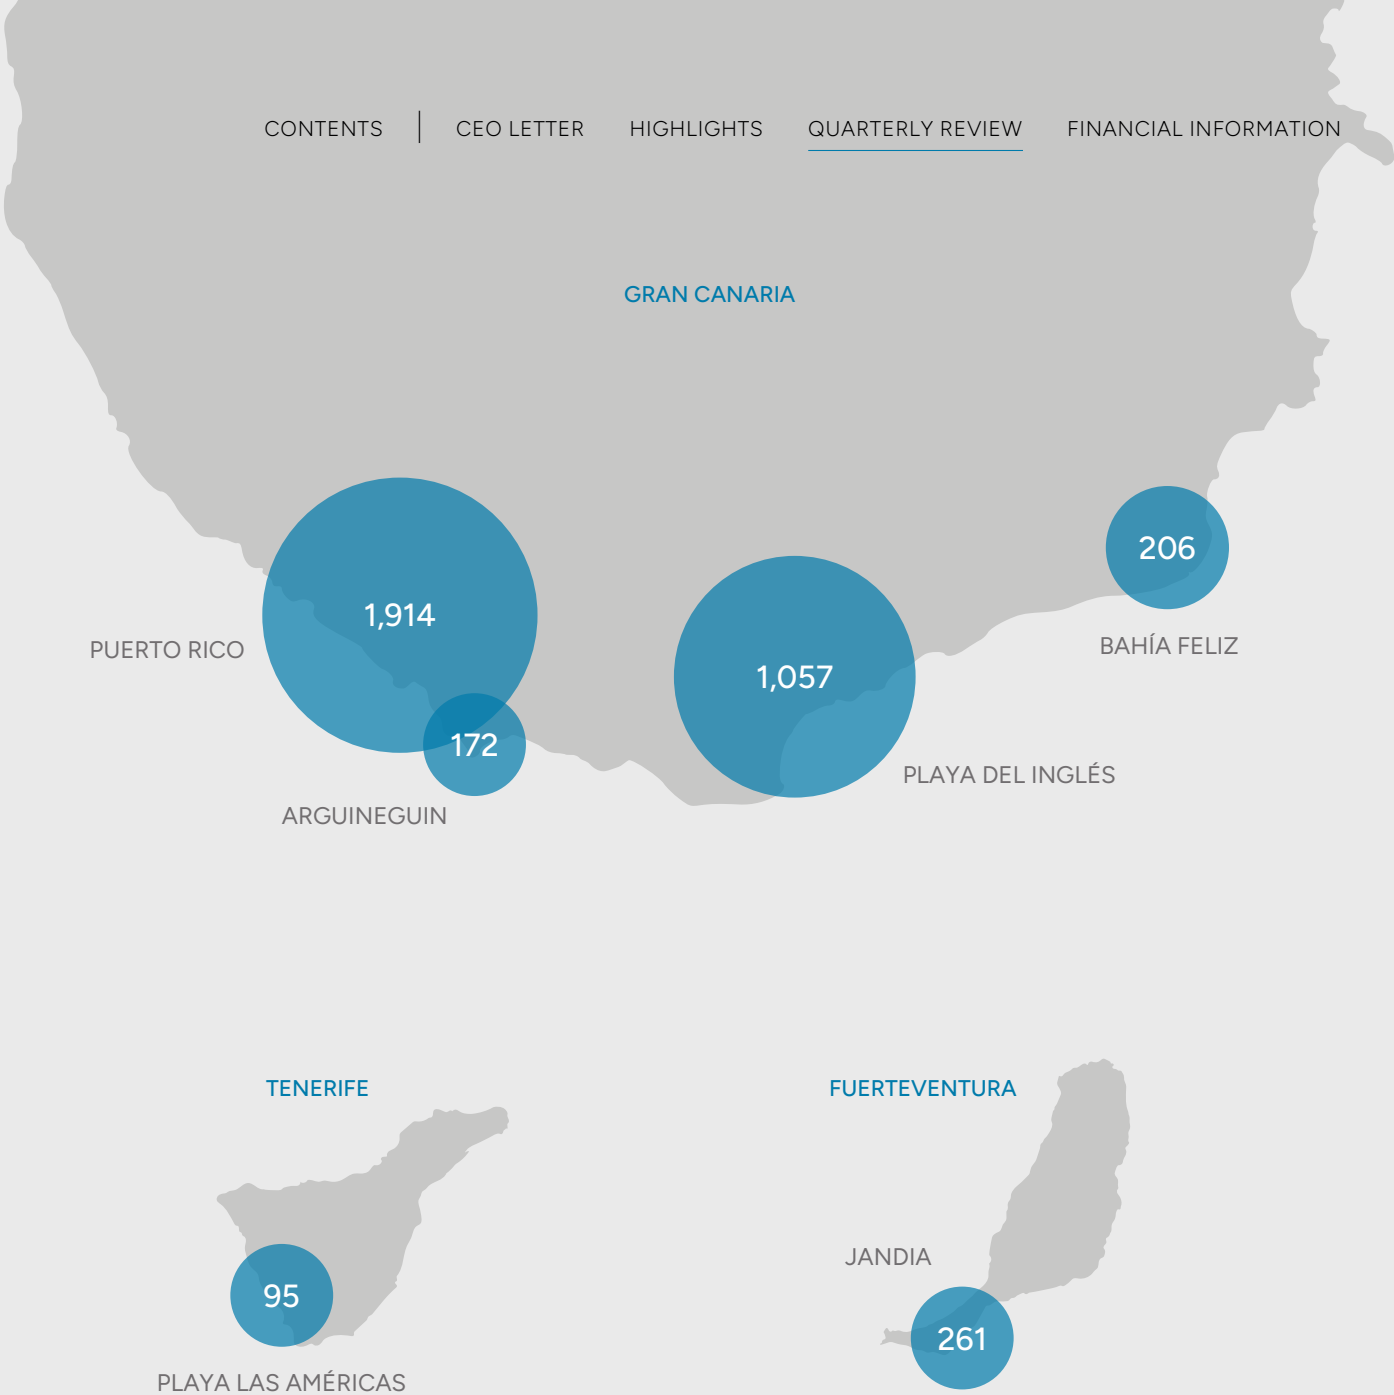 CONTENTS | CEO LETTER HIGHLIGHTS QUARTERLY REVIEW FINANCIAL INFORMATION
GRAN CANARIA
206
1,914
PUERTO RICO
BAHÍA FELIZ
1,057
172
PLAYA DEL INGLÉS
ARGUINEGUIN
TENERIFE
FUERTEVENTURA
JANDIA
95
261
PLAYA LAS AMÉRICAS